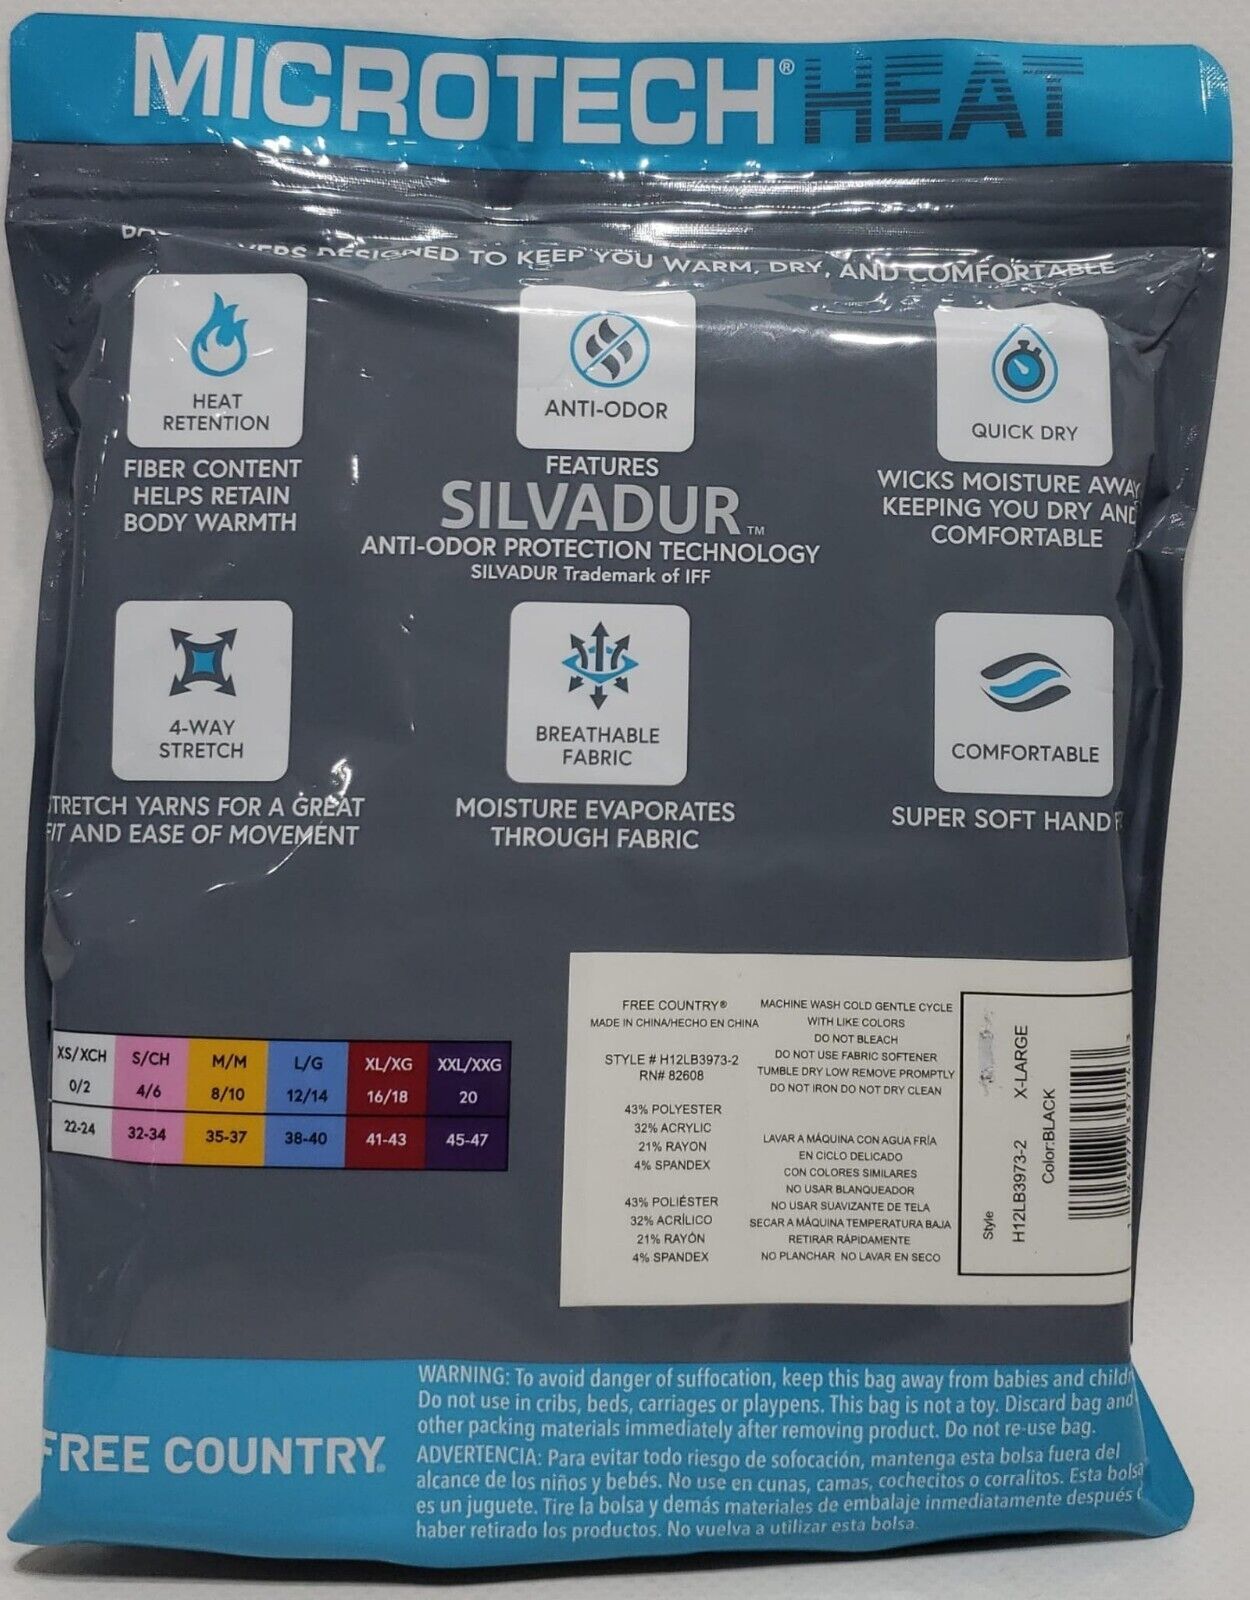 MICROTECH® HEAT
DESIGNED TO KEEP YOU WARM, DRY, AND COMFORTABLE
HEAT
RETENTION
FIBER CONTENT
HELPS RETAIN
BODY WARMTH
ANTI-ODOR
FEATURES
SILVADUR™
ANTI-ODOR PROTECTION TECHNOLOGY
SILVADUR Trademark of IFF
QUICK DRY
WICKS MOISTURE AWAY
KEEPING YOU DRY AND
COMFORTABLE
4-WAY
STRETCH
STRETCH YARNS FOR A GREAT
FIT AND EASE OF MOVEMENT
BREATHABLE
FABRIC
MOISTURE EVAPORATES
THROUGH FABRIC
COMFORTABLE
SUPER SOFT HAND
XS/XCH S/CH M/M L/G XL/XG XXL/XXG
0/2 4/6 8/10 12/14 16/18 20
22-24 32-34 35-37 38-40 41-43 45-47
FREE COUNTRY®
MADE IN CHINA/HECHO EN CHINA
STYLE # H12LB3973-2
RN# 82608
43% POLYESTER
32% ACRYLIC
21% RAYON
4% SPANDEX
43% POLIÉSTER
32% ACRÍLICO
21% RAYÓN
4% SPANDEX
MACHINE WASH COLD GENTLE CYCLE
WITH LIKE COLORS
DO NOT BLEACH
DO NOT USE FABRIC SOFTENER
TUMBLE DRY LOW REMOVE PROMPTLY
DO NOT IRON DO NOT DRY CLEAN
LAVAR A MÁQUINA CON AGUA FRÍA
EN CICLO DELICADO
CON COLORES SIMILARES
NO USAR BLANQUEADOR
NO USAR SUAVIZANTE DE TELA
SECAR A MÁQUINA TEMPERATURA BAJA
RETIRAR RÁPIDAMENTE
NO PLANCHAR NO LAVAR EN SECO
Style
H12LB3973-2 X-LARGE
Color:BLACK
FREE COUNTRY®
WARNING: To avoid danger of suffocation, keep this bag away from babies and
Do not use in cribs, beds, carriages or playpens. This bag is not a toy. Discard bag and
other packing materials immediately after removing product. Do not re-use bag.
ADVERTENCIA: Para evitar todo riesgo de sofocación, mantenga esta bolsa fuera del
alcance de los niños y bebés. No use en cunas, camas, cochecitos o corralitos. Esta bolsa
es un juguete. Tire la bolsa y demás materiales de embalaje inmediatamente después
haber retirado los productos. No vuelva a utilizar esta bolsa.